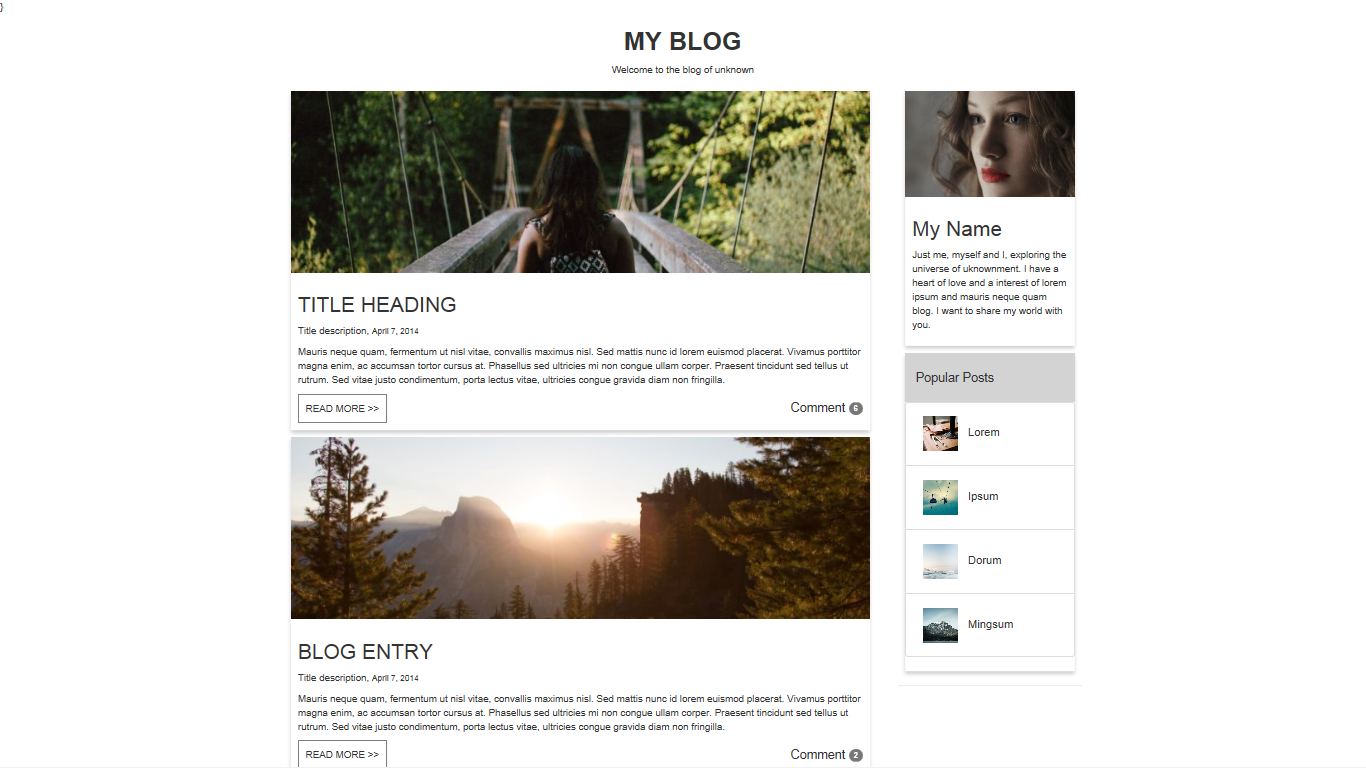 }
MY BLOG
Welcome to the blog of unknown
TITLE HEADING
Title description, April 7, 2014
Mauris neque quam, fermentum ut nisl vitae, convallis maximus nisl. Sed mattis nunc id lorem euismod placerat. Vivamus porttitor
magna enim, ac accumsan tortor cursus at. Phasellus sed ultricies mi non congue ullam corper. Praesent tincidunt sed tellus ut
rutrum. Sed vitae justo condimentum, porta lectus vitae, ultricies congue gravida diam non fringilla.
READ MORE >>
Comment 6
BLOG ENTRY
Title description, April 7, 2014
Mauris neque quam, fermentum ut nisl vitae, convallis maximus nisl. Sed mattis nunc id lorem euismod placerat. Vivamus porttitor
magna enim, ac accumsan tortor cursus at. Phasellus sed ultricies mi non congue ullam corper. Praesent tincidunt sed tellus ut
rutrum. Sed vitae justo condimentum, porta lectus vitae, ultricies congue gravida diam non fringilla.
READ MORE >>
Comment 2
My Name
Just me, myself and I, exploring the
universe of uknownment. I have a
heart of love and a interest of lorem
ipsum and mauris neque quam
blog. I want to share my world with
you.
Popular Posts
Lorem
Ipsum
Dorum
Mingsum